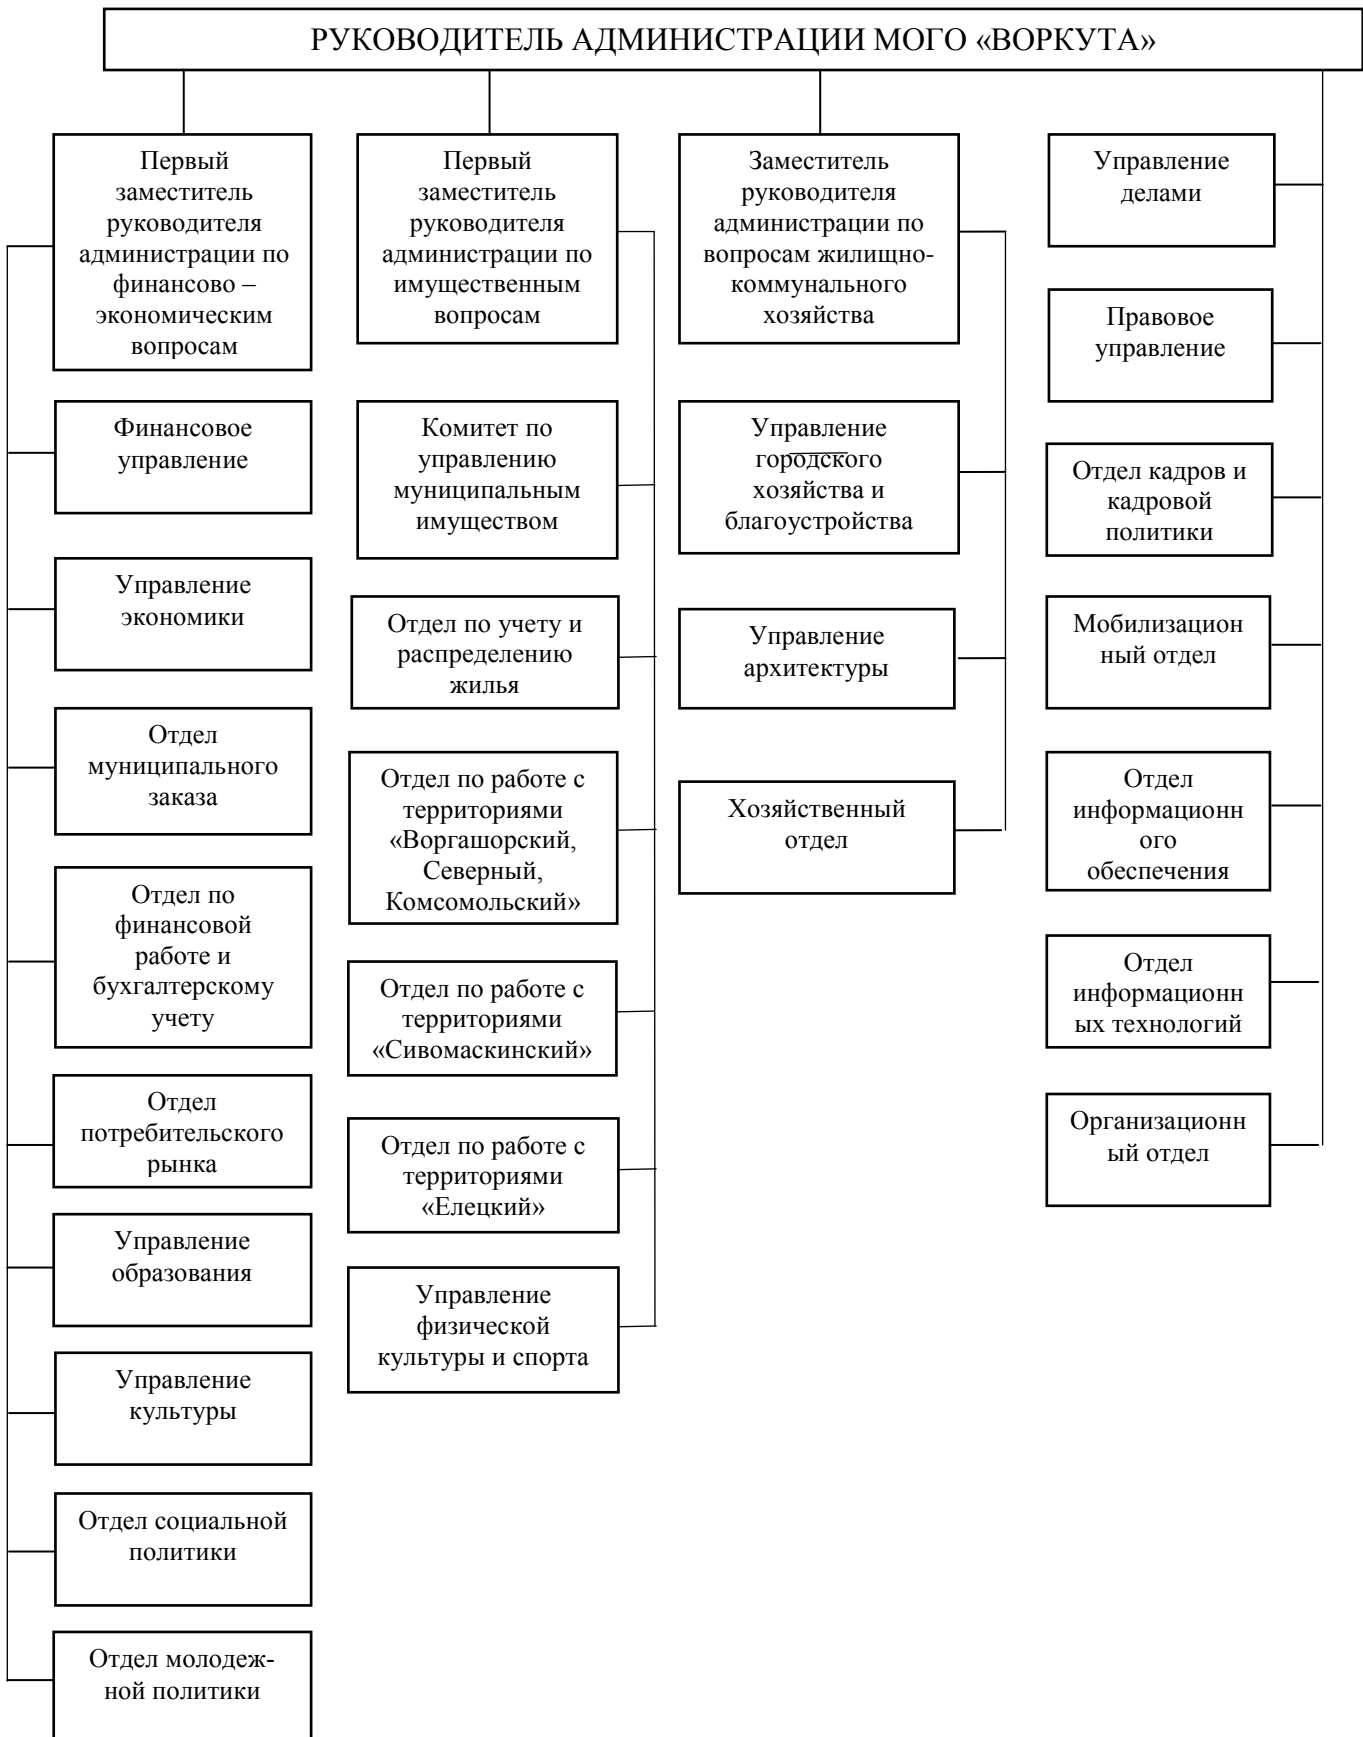 РУКОВОДИТЕЛЬ АДМИНИСТРАЦИИ МОГО «ВОРКУТА»
Первый
заместитель
руководителя
администрации по
финансово –
экономическим
вопросам
Финансовое
управление
Управление
экономики
Отдел
муниципального
заказа
Отдел по
финансовой
работе и
бухгалтерскому
учету
Отдел
потребительского
рынка
Управление
образования
Управление
культуры
Отдел социальной
политики
Отдел молодеж-
ной политики
Первый
заместитель
руководителя
администрации по
имущественным
вопросам
Комитет по
управлению
муниципальным
имуществом
Отдел по учету и
распределению
жилья
Отдел по работе с
территориями
«Воргашорский,
Северный,
Комсомольский»
Отдел по работе с
территориями
«Сивомаскинский»
Отдел по работе с
территориями
«Елецкий»
Управление
физической
культуры и спорта
Заместитель
руководителя
администрации по
вопросам жилищно-
коммунального
хозяйства
Управление
городского
хозяйства и
благоустройства
Управление
архитектуры
Хозяйственный
отдел
Управление
делами
Правовое
управление
Отдел кадров и
кадровой
политики
Мобилизацион
ный отдел
Отдел
информационн
ого
обеспечения
Отдел
информационн
ых технологий
Организационн
ый отдел